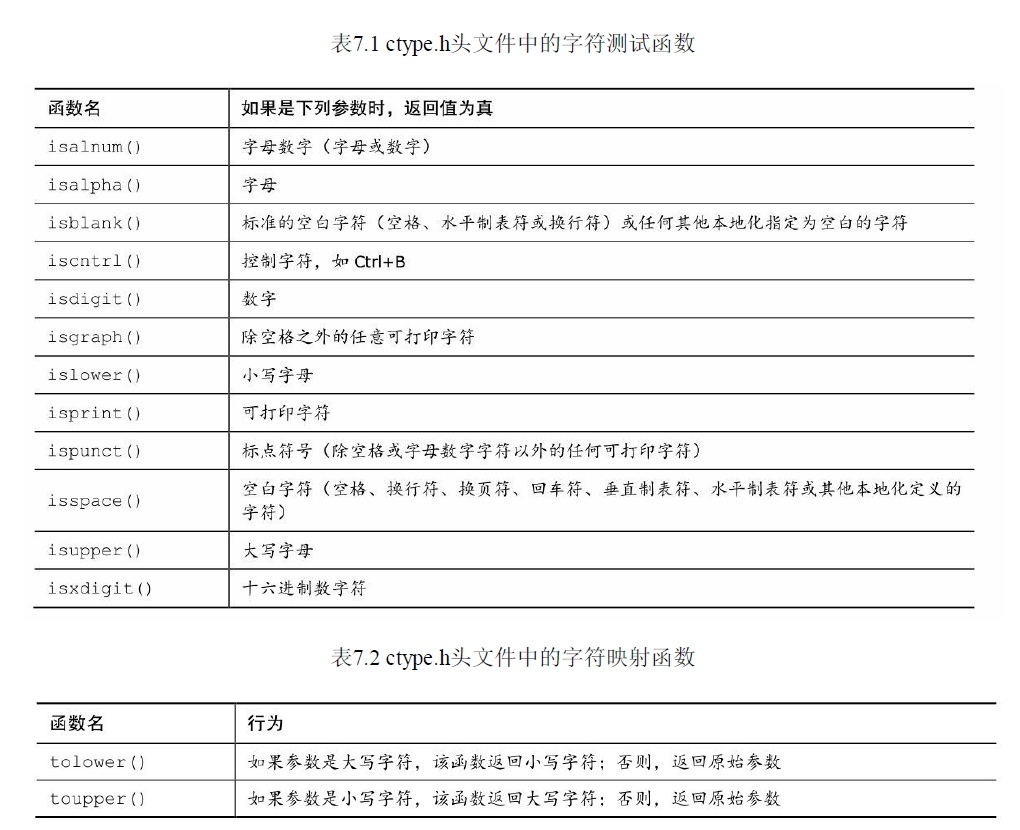 表7.1 ctype.h头文件中的字符测试函数
函数名 如果是下列参数时，返回值为真
isalnum() 字母数字（字母或数字）
isalpha() 字母
isblank() 标准的空白字符（空格、水平制表符或换行符）或任何其他本地化指定为空白的字符
iscntrl() 控制字符，如 Ctrl+B
isdigit() 数字
isgraph() 除空格之外的任意可打印字符
islower() 小写字母
isprint() 可打印字符
ispunct() 标点符号（除空格或字母数字字符以外的任何可打印字符）
isspace() 空白字符（空格、换行符、换页符、回车符、垂直制表符、水平制表符或其他本地化定义的
字符）
isupper() 大写字母
isxdigit() 十六进制数字符
表7.2 ctype.h头文件中的字符映射函数
函数名 行为
tolower() 如果参数是大写字符，该函数返回小写字符；否则，返回原始参数
toupper() 如果参数是小写字符，该函数返回大写字符；否则，返回原始参数